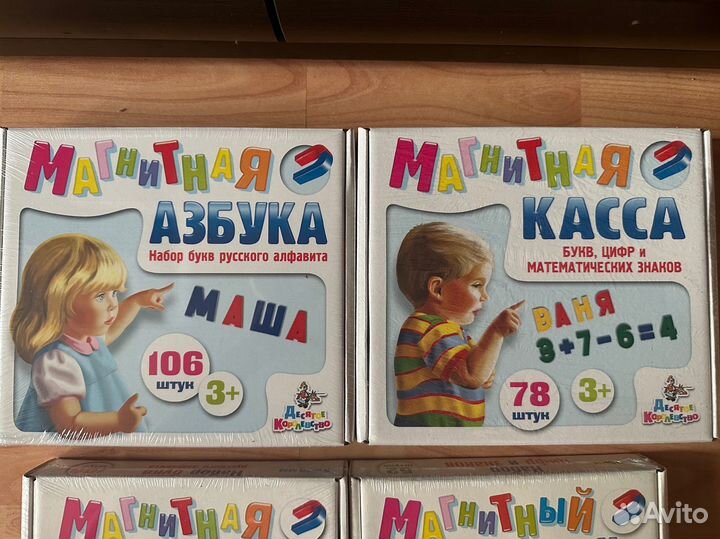 МАГНИТНАЯ
АЗБУКА
Набор букв русского алфавита
МАША
106
штук
3+
ДЕСЯТОЕ
КОРОЛЕВСТВО
МАГНИТНАЯ
КАССА
БУКВ, ЦИФР и
МАТЕМАТИЧЕСКИХ ЗНАКОВ
ВАНЯ
9+7-6=4
78
штук
3+
ДЕСЯТОЕ
КОРОЛЕВСТВО
МАГНИТНАЯ
МАГНИТНЫЙ
Avito